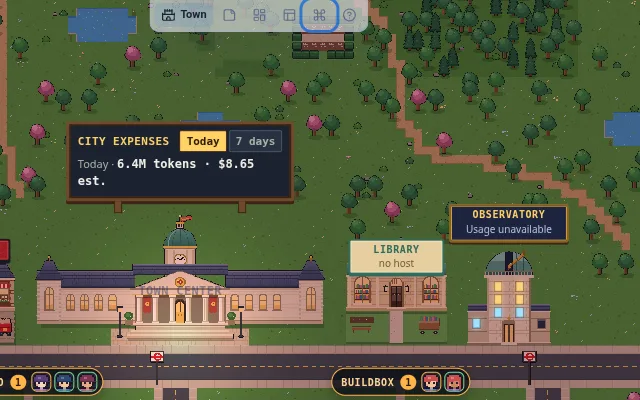 Town
CITY EXPENSES Today 7 days
Today · 6.4M tokens · $8.65
est.
OBSERVATORY
Usage unavailable
LIBRARY
no host
TOWN CENTER
1
BUILDBOX 1